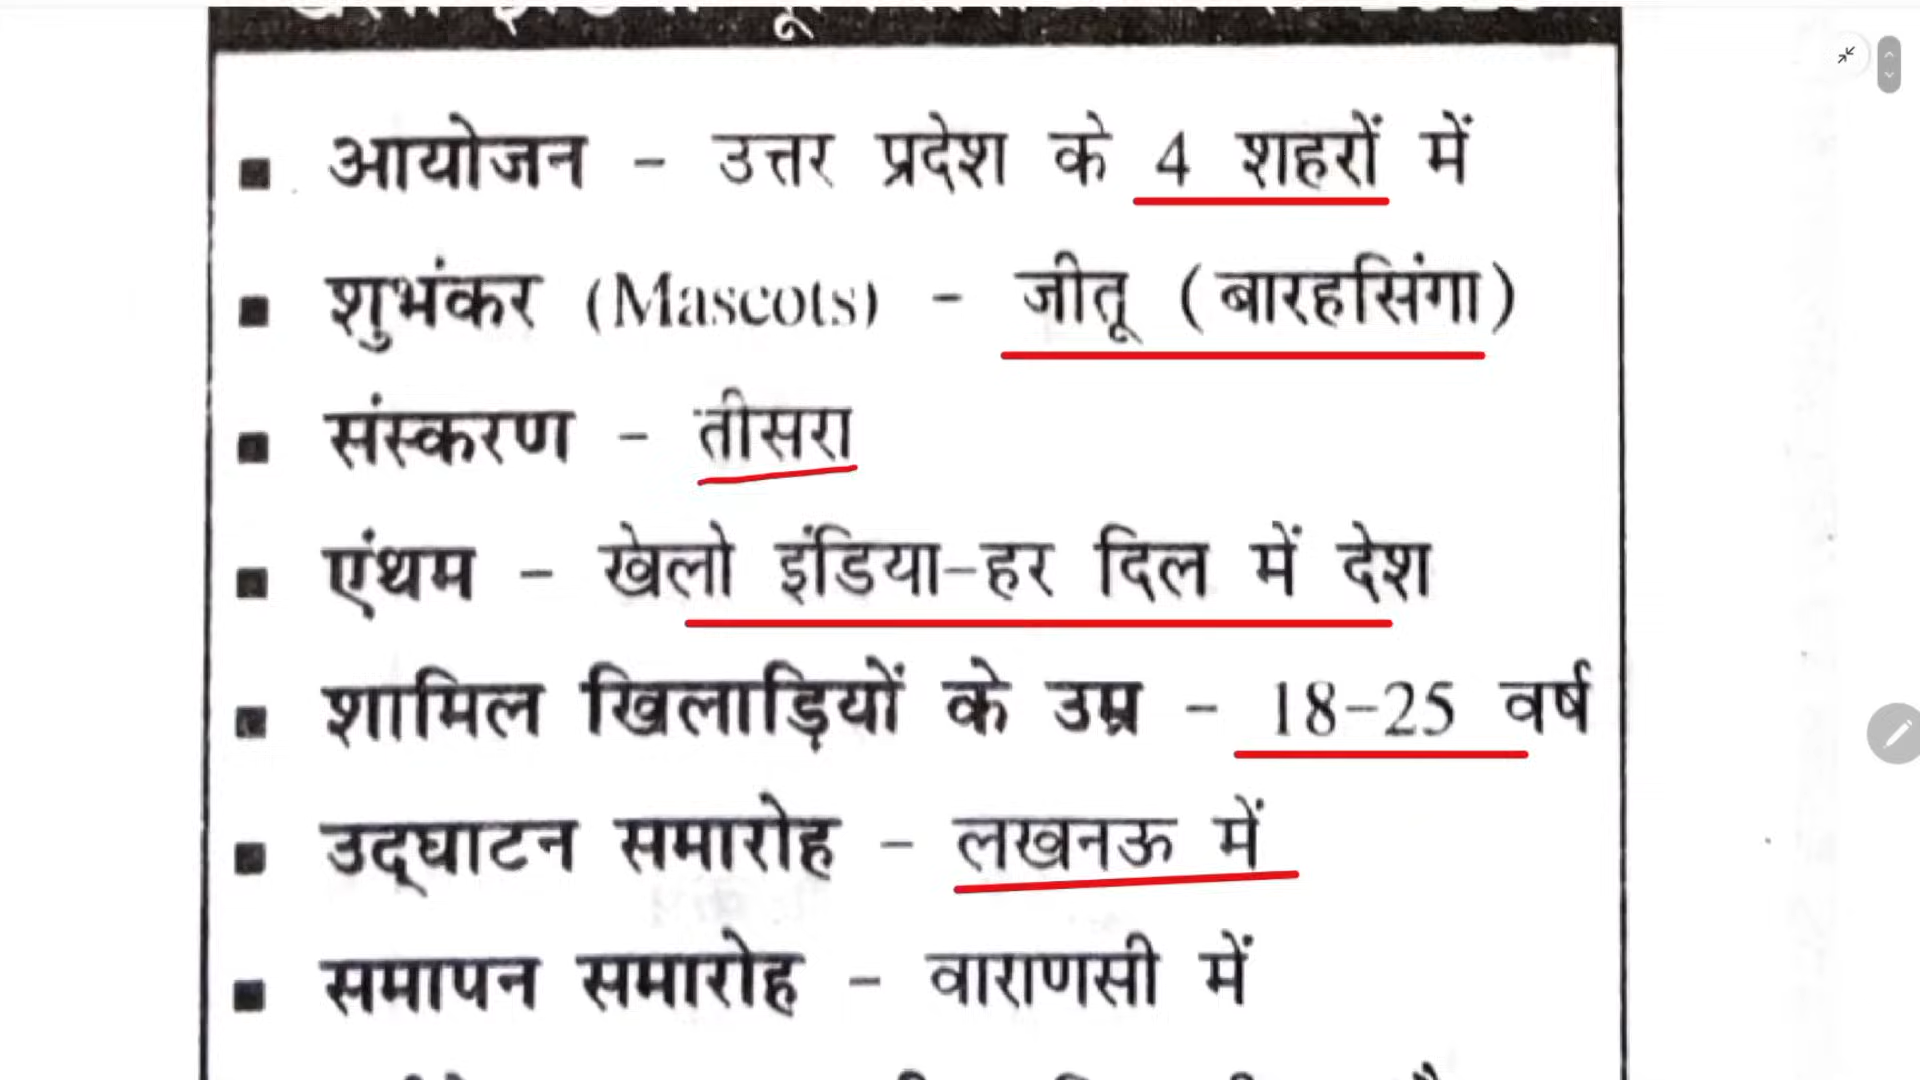 ■ आयोजन - उत्तर प्रदेश के 4 शहरों में
■ शुभंकर (Mascots) - जीतू (बारहसिंगा)
■ संस्करण - तीसरा
■ एंथम - खेलो इंडिया-हर दिल में देश
■ शामिल खिलाड़ियों के उम्र - 18-25 वर्ष
■ उद्घाटन समारोह - लखनऊ में
■ समापन समारोह - वाराणसी में